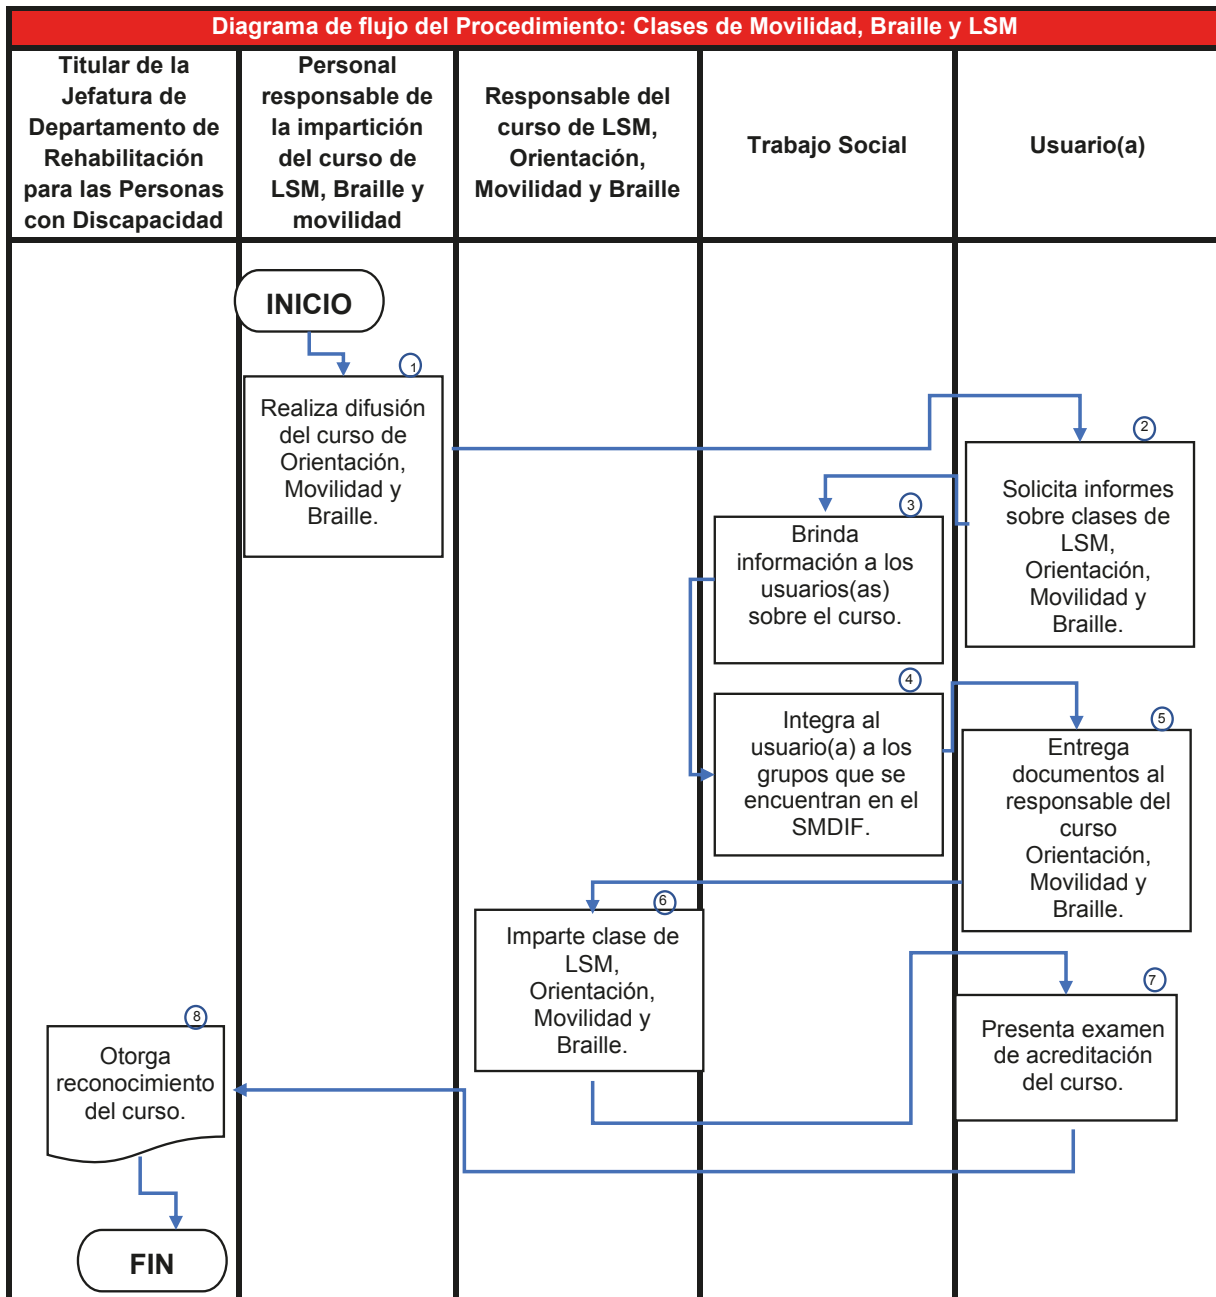 Diagrama de flujo del Procedimiento: Clases de Movilidad, Braille y LSM
Titular de la
Jefatura de
Departamento de
Rehabilitación
para las Personas
con Discapacidad
Personal
responsable de
la impartición
del curso de
LSM, Braille y
movilidad
Responsable del
curso de LSM,
Orientación,
Movilidad y Braille
Trabajo Social
Usuario(a)
INICIO
1
Realiza difusión
del curso de
Orientación,
Movilidad y
Braille.
2
Solicita informes
sobre clases de
LSM,
Orientación,
Movilidad y
Braille.
3
Brinda
información a los
usuarios(as)
sobre el curso.
4
Integra al
usuario(a) a los
grupos que se
encuentran en el
SMDIF.
5
Entrega
documentos al
responsable del
curso
Orientación,
Movilidad y
Braille.
6
Imparte clase de
LSM,
Orientación,
Movilidad y
Braille.
7
Presenta examen
de acreditación
del curso.
8
Otorga
reconocimiento
del curso.
FIN